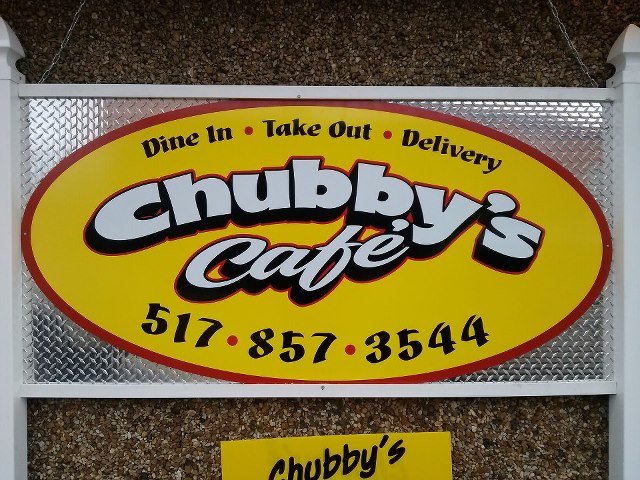 Dine In • Take Out • Delivery
Chubby's
Café
517 • 857 • 3544
Chubby's